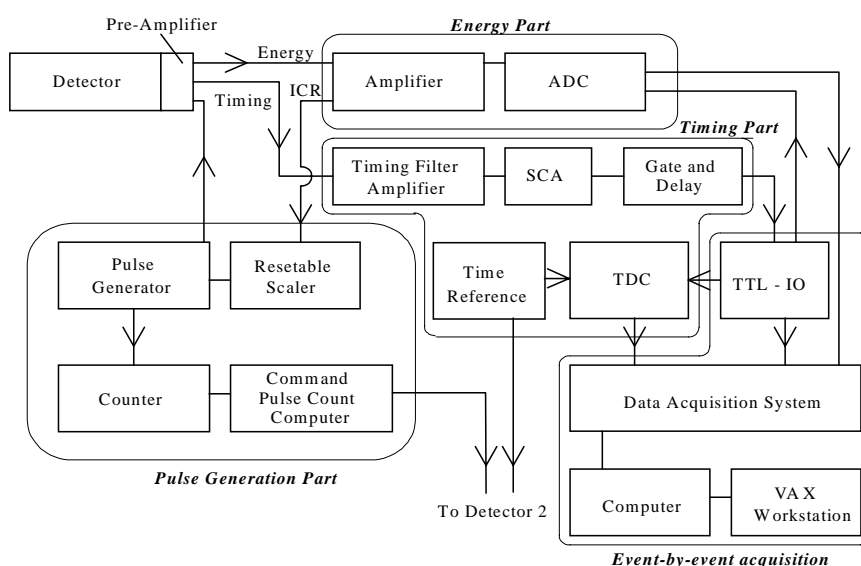 Energy Part
Pre-Amplifier
Energy
Detector
Amplifier
ADC
Timing
ICR
Timing Part
Timing Filter
Amplifier
SCA
Gate and
Delay
Pulse
Generator
Resetable
Scaler
Time
Reference
TDC
TTL - IO
Counter
Command
Pulse Count
Computer
Data Acquisition System
Pulse Generation Part
To Detector 2
Computer
VAX
Workstation
Event-by-event acquisition